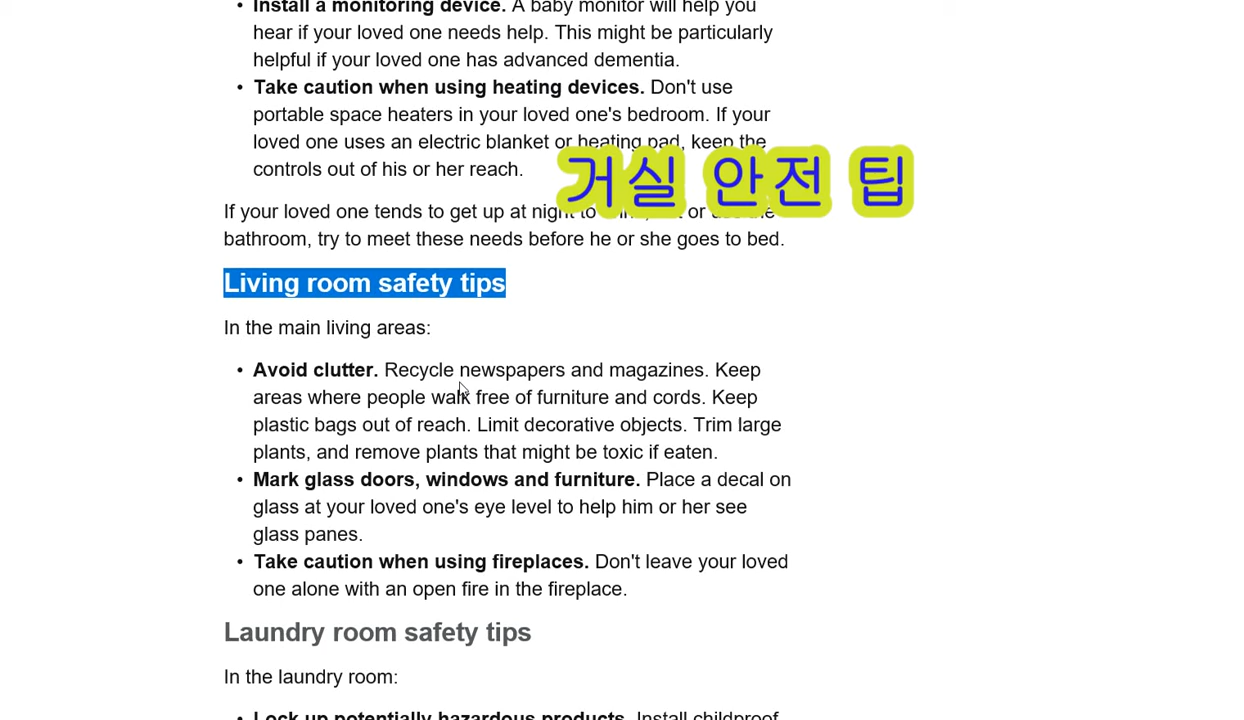 • Install a monitoring device. A baby monitor will help you
hear if your loved one needs help. This might be particularly
helpful if your loved one has advanced dementia.
• Take caution when using heating devices. Don't use
portable space heaters in your loved one's bedroom. If your
loved one uses an electric blanket or heating pad, keep the
controls out of his or her reach.
거실 안전 팁
If your loved one tends to get up at night to or
bathroom, try to meet these needs before he or she goes to bed.
Living room safety tips
In the main living areas:
• Avoid clutter. Recycle newspapers and magazines. Keep
areas where people walk free of furniture and cords. Keep
plastic bags out of reach. Limit decorative objects. Trim large
plants, and remove plants that might be toxic if eaten.
• Mark glass doors, windows and furniture. Place a decal on
glass at your loved one's eye level to help him or her see
glass panes.
• Take caution when using fireplaces. Don't leave your loved
one alone with an open fire in the fireplace.
Laundry room safety tips
In the laundry room:
• Lock up potentially hazardous products. Install childproof